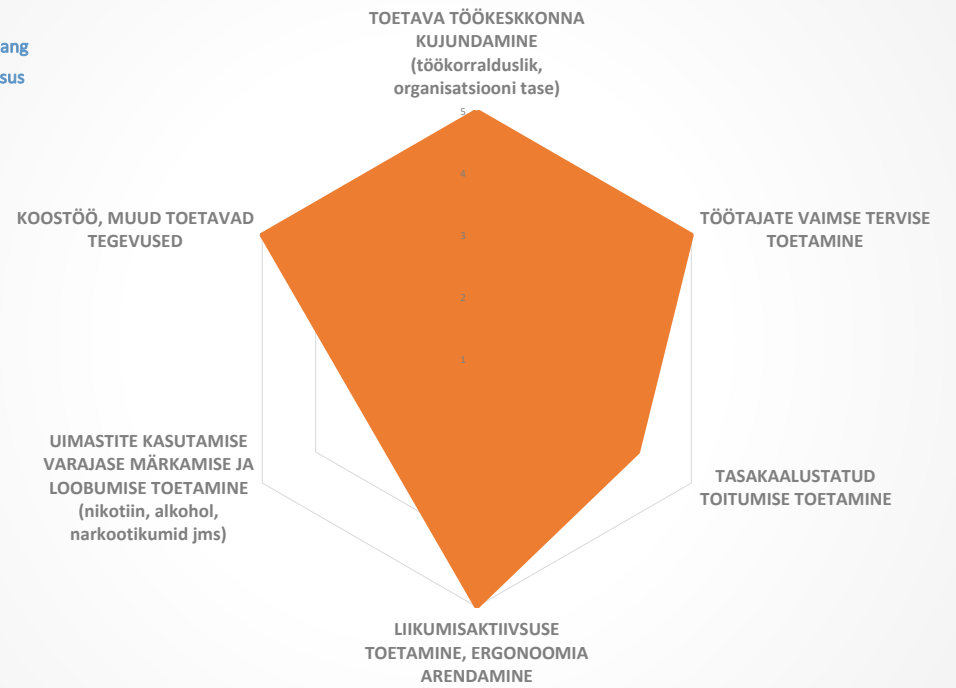 TOETAVA TÖÖKESKKONNA
KUJUNDAMINE
(töökorralduslik,
organisatsiooni tase)
ang
sus
5
4
3
2
1
KOOSTÖÖ, MUUD TOETAVAD
TEGEVUSED
TÖÖTAJATE VAIMSE TERVISE
TOETAMINE
UIMASTITE KASUTAMISE
VARAJASE MÄRKAMISE JA
LOOBUMISE TOETAMINE
(nikotiin, alkohol,
narkootikumid jms)
TASAKAALUSTATUD
TOITUMISE TOETAMINE
LIIKUMISAKTIIVSUSE
TOETAMINE, ERGONOOMIA
ARENDAMINE